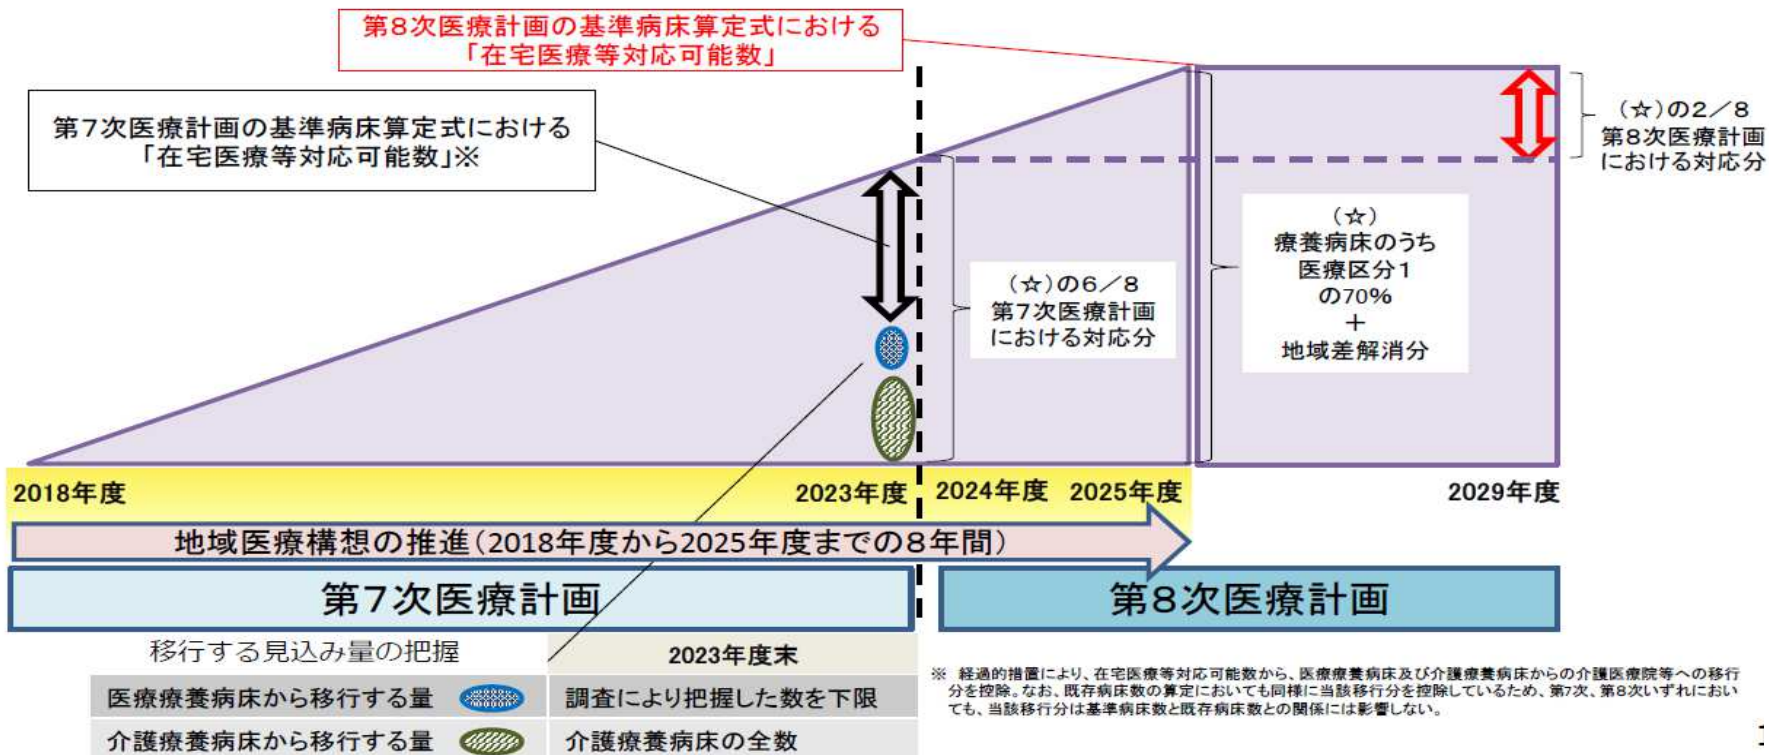 第８次医療計画の基準病床算定式における
「在宅医療等対応可能数」
第７次医療計画の基準病床算定式における
「在宅医療等対応可能数」※
(☆)の２／８
第８次医療計画
における対応分
(☆)
療養病床のうち
医療区分１
の70%
＋
地域差解消分
(☆)の６／８
第７次医療計画
における対応分
2018年度
2023年度
2024年度
2025年度
2029年度
地域医療構想の推進(2018年度から2025年度までの８年間)
第７次医療計画
第８次医療計画
移行する見込み量の把握
2023年度末
医療療養病床から移行する量
調査により把握した数を下限
介護療養病床から移行する量
介護療養病床の全数
※　経過的措置により、在宅医療等対応可能数から、医療療養病床及び介護療養病床からの介護医療院等への移行
分を控除。なお、既存病床数の算定においても同様に当該移行分を控除しているため、第7次、第８次いずれにおい
ても、当該移行分は基準病床数と既存病床数との関係には影響しない。